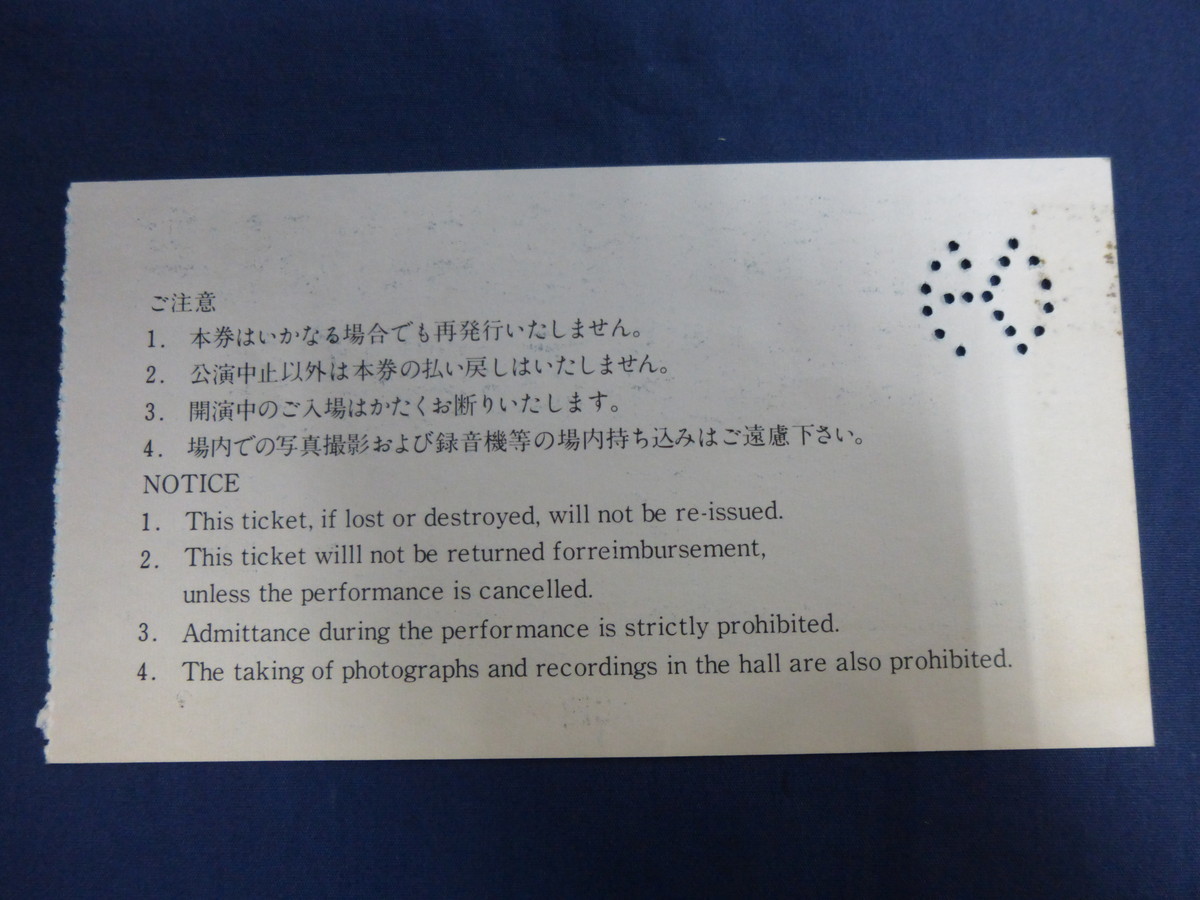 ご注意
1. 本券はいかなる場合でも再発行いたしません。
2. 公演中止以外は本券の払い戻しはいたしません。
3. 開演中のご入場はかたくお断りいたします。
4. 場内での写真撮影および録音機等の場内持ち込みはご遠慮下さい。
NOTICE
1. This ticket, if lost or destroyed, will not be re-issued.
2. This ticket willl not be returned forreimbursement,
unless the performance is cancelled.
3. Admittance during the performance is strictly prohibited.
4. The taking of photographs and recordings in the hall are also prohibited.